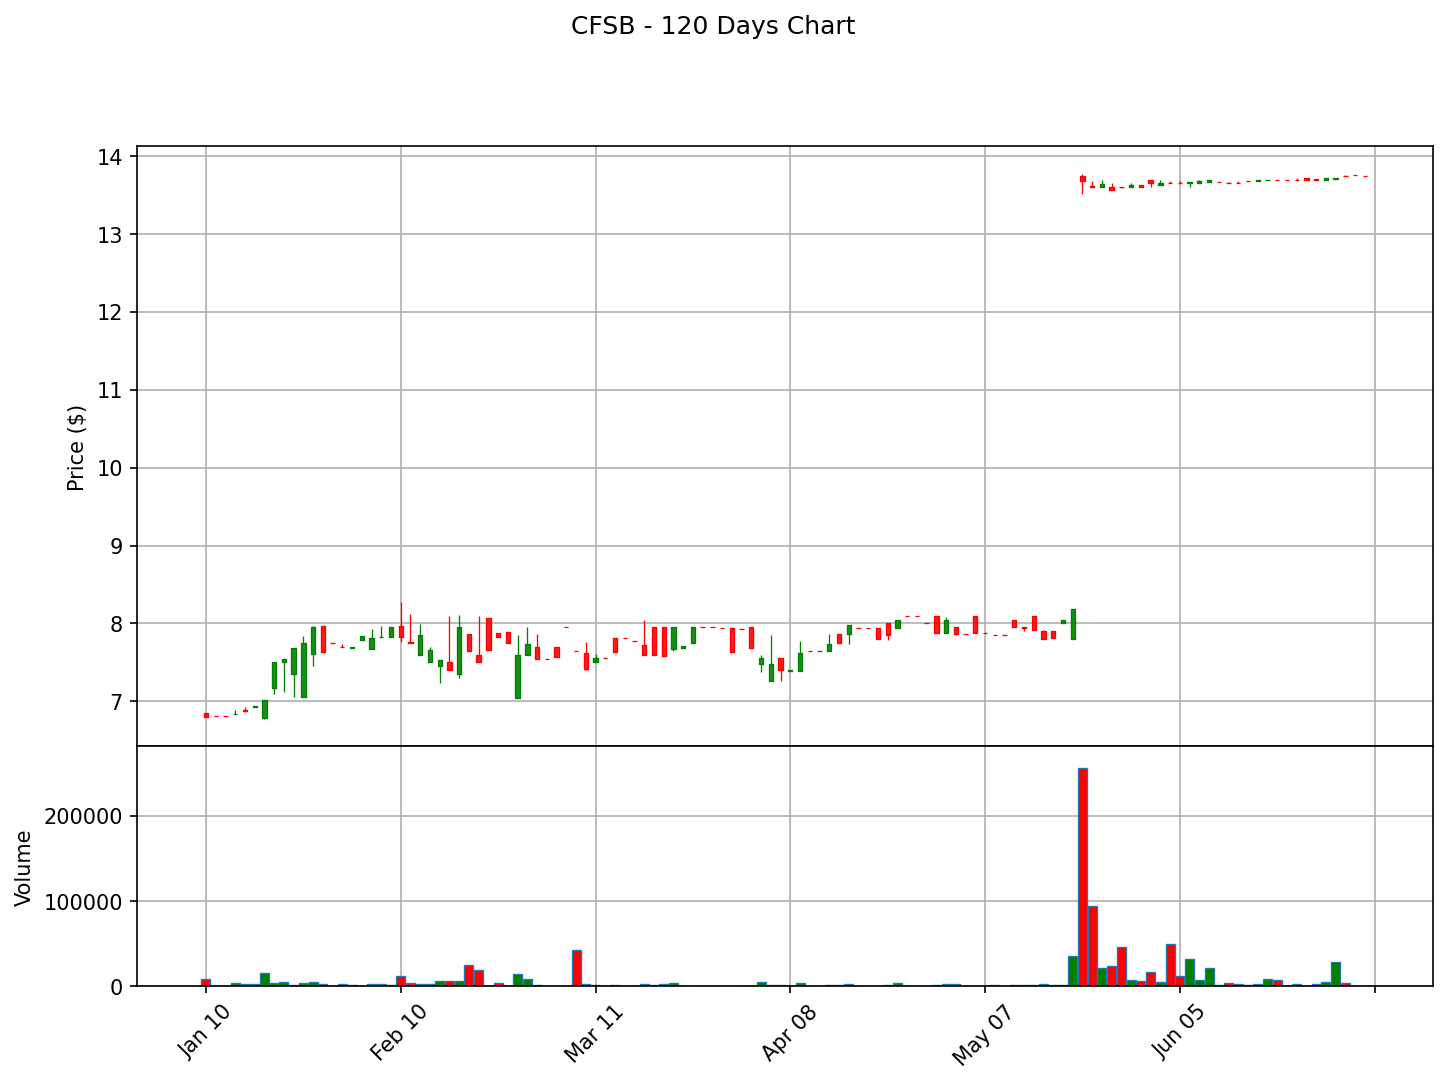 CFSB - 120 Days Chart
14
13
12
11
10
9
8
7
Price ($)
200000
100000
0
Volume
Jan 10
Feb 10
Mar 11
Apr 08
May 07
Jun 05